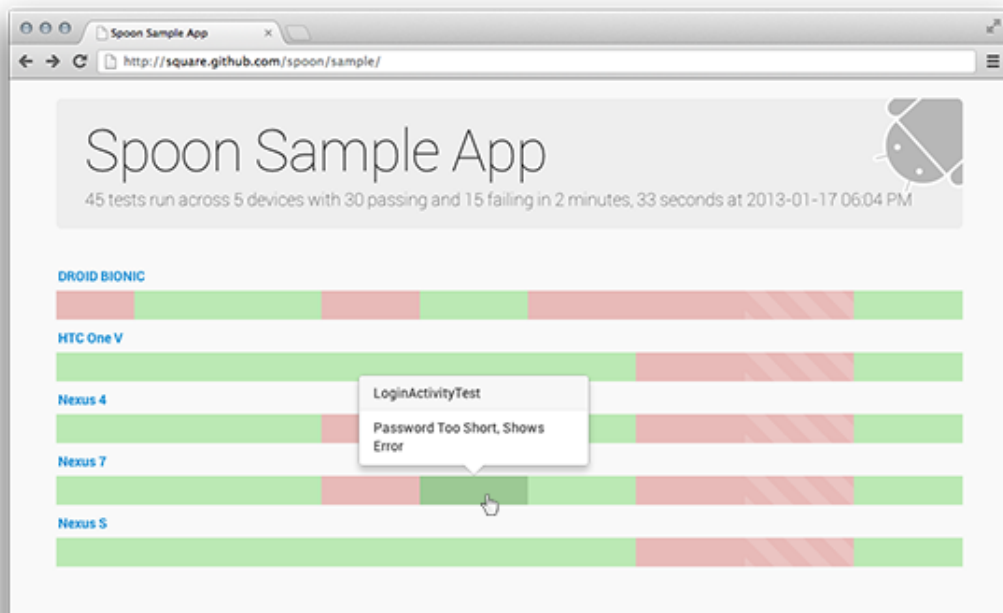 Spoon Sample App
http://square.github.com/spoon/sample/
Spoon Sample App
45 tests run across 5 devices with 30 passing and 15 failing in 2 minutes, 33 seconds at 2013-01-17 06:04 PM
DROID BIONIC
HTC One V
LoginActivityTest
Nexus 4
Password Too Short, Shows
Error
Nexus 7
Nexus S